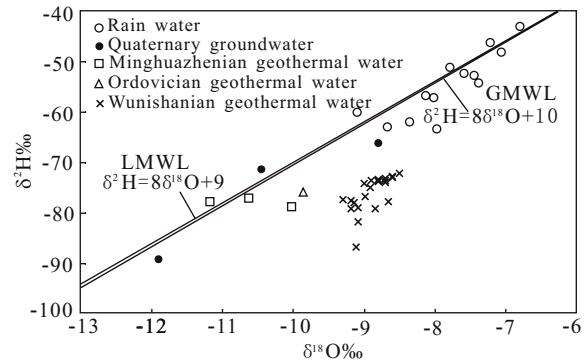 -40
-50
-60
-70
-80
-90
-100
δ²H‰
Rain water
Quaternary groundwater
Minghuazhenian geothermal water
Ordovician geothermal water
Wunishanian geothermal water
GMWL
δ²H=8δ¹⁸O+10
LMWL
δ²H=8δ¹⁸O+9
-13 -12 -11 -10 -9 -8 -7 -6
δ¹⁸O‰